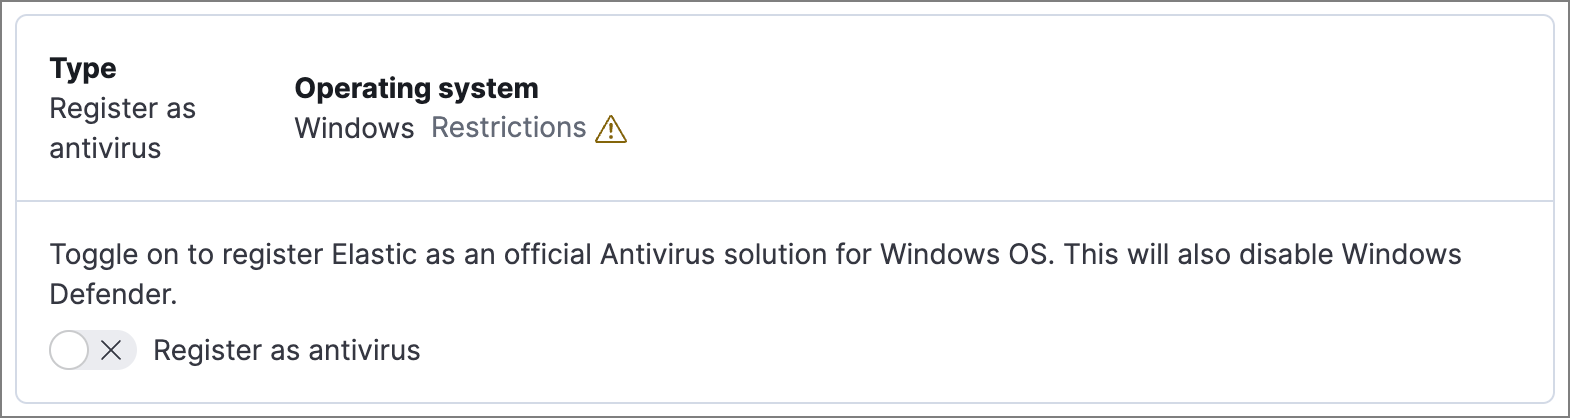 Type
Register as
antivirus
Operating system
Windows Restrictions
Toggle on to register Elastic as an official Antivirus solution for Windows OS. This will also disable Windows
Defender.
Register as antivirus